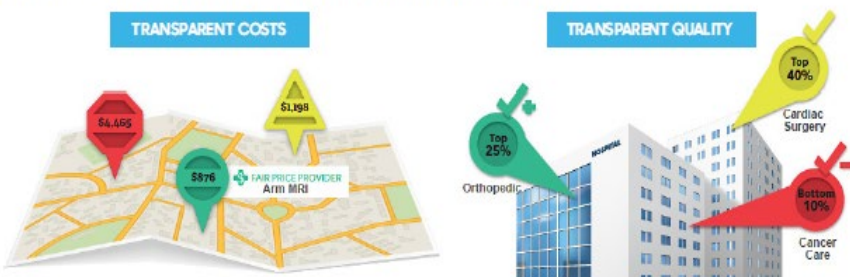 TRANSPARENT COSTS
$4,465
$1,198
$876
FAIR PRICE PROVIDER
Arm MRI
TRANSPARENT QUALITY
Top
40%
Cardiac
Surgery
Top
25%
Orthopedic
HOSPITAL
Bottom
10%
Cancer
Care